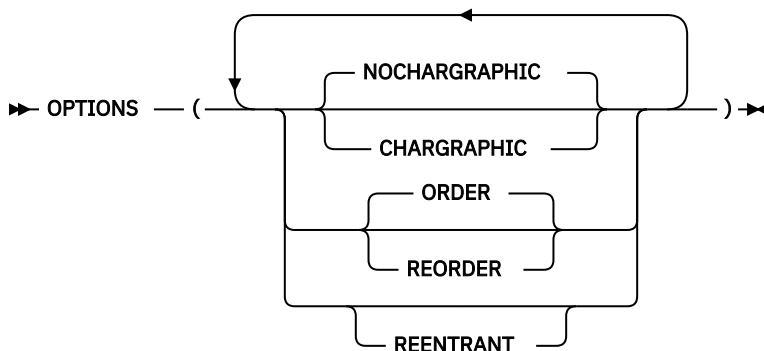 NOCHARGRAPHIC
OPTIONS ( )
CHARGRAPHIC
ORDER
REORDER
REENTRANT